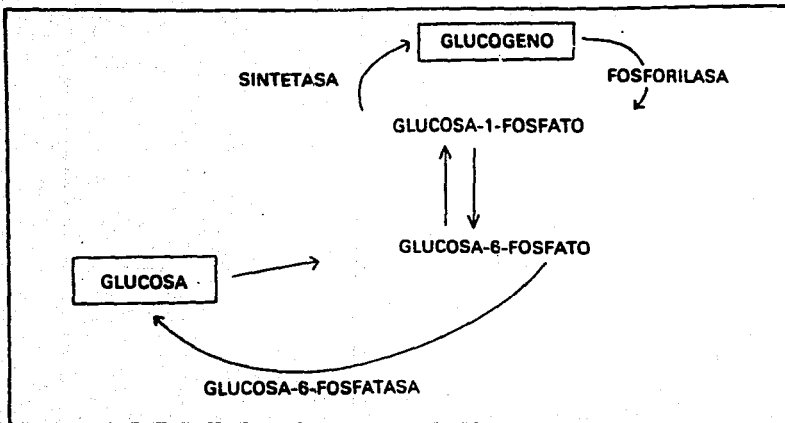 GLUCOGENO
SINTETASA
FOSFORILASA
GLUCOSA-1-FOSFATO
GLUCOSA-6-FOSFATO
GLUCOSA
GLUCOSA-6-FOSFATASA